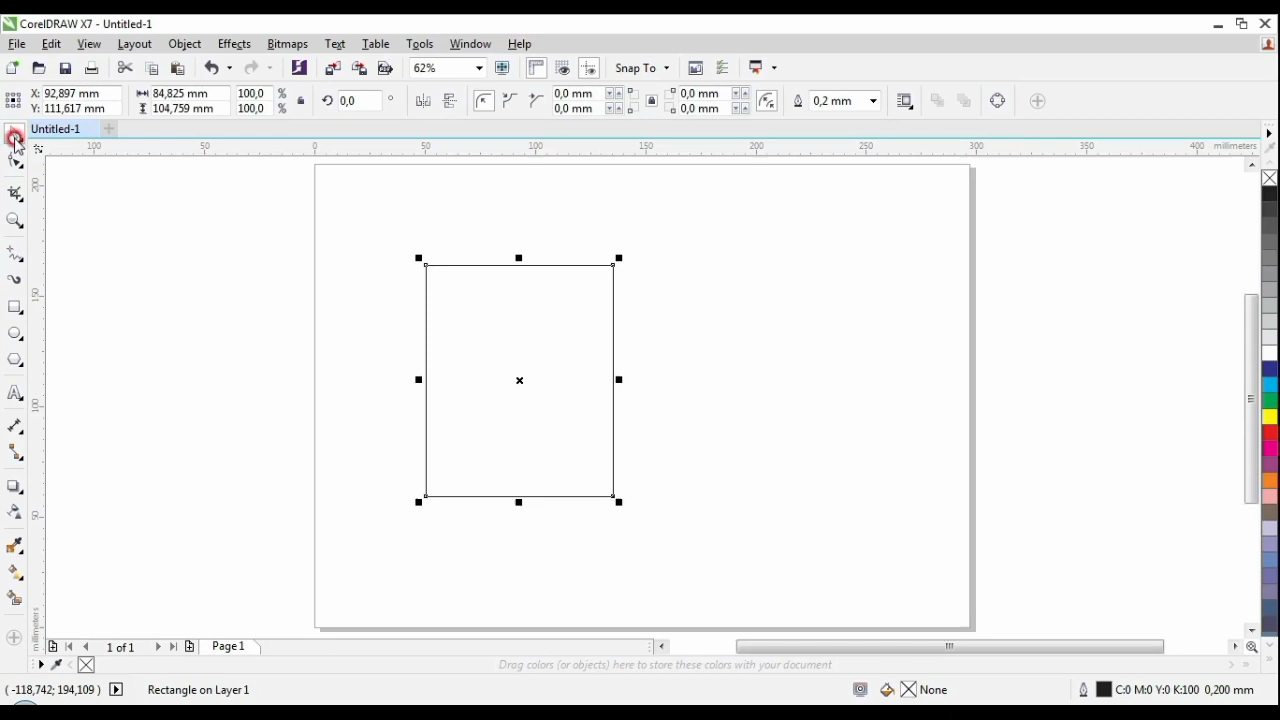 CorelDRAW X7 - Untitled-1
File Edit View Layout Object Effects Bitmaps Text Table Tools Window Help
62% Snap To
X: 92,897 mm 84,825 mm 100,0 % 0,0 ° 0,0 mm 0,0 mm 0,2 mm
Y: 111,617 mm 104,759 mm 100,0 % 0,0 mm 0,0 mm
Untitled-1
100 50 0 50 100 150 200 250 300 350 400 millimeters
200
150
100
50
millimeters
1 of 1 Page 1
Drag colors (or objects) here to store these colors with your document
( -118,742; 194,109 ) Rectangle on Layer 1 None C:0 M:0 Y:0 K:100 0,200 mm